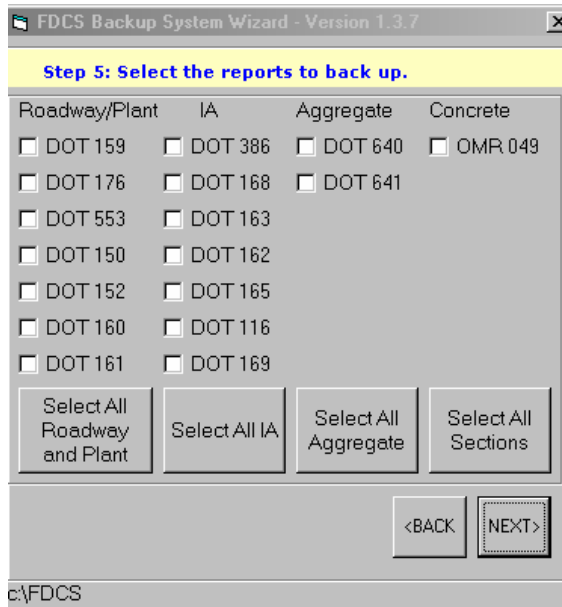 FDCS Backup System Wizard - Version 1.3.7
Step 5: Select the reports to back up.
Roadway/Plant IA Aggregate Concrete
DOT 159 DOT 386 DOT 640 OMR 049
DOT 176 DOT 168 DOT 641
DOT 553 DOT 163
DOT 150 DOT 162
DOT 152 DOT 165
DOT 160 DOT 116
DOT 161 DOT 169
Select All
Roadway
and Plant
Select All IA
Select All
Aggregate
Select All
Sections
<BACK NEXT>
c:\FDCS